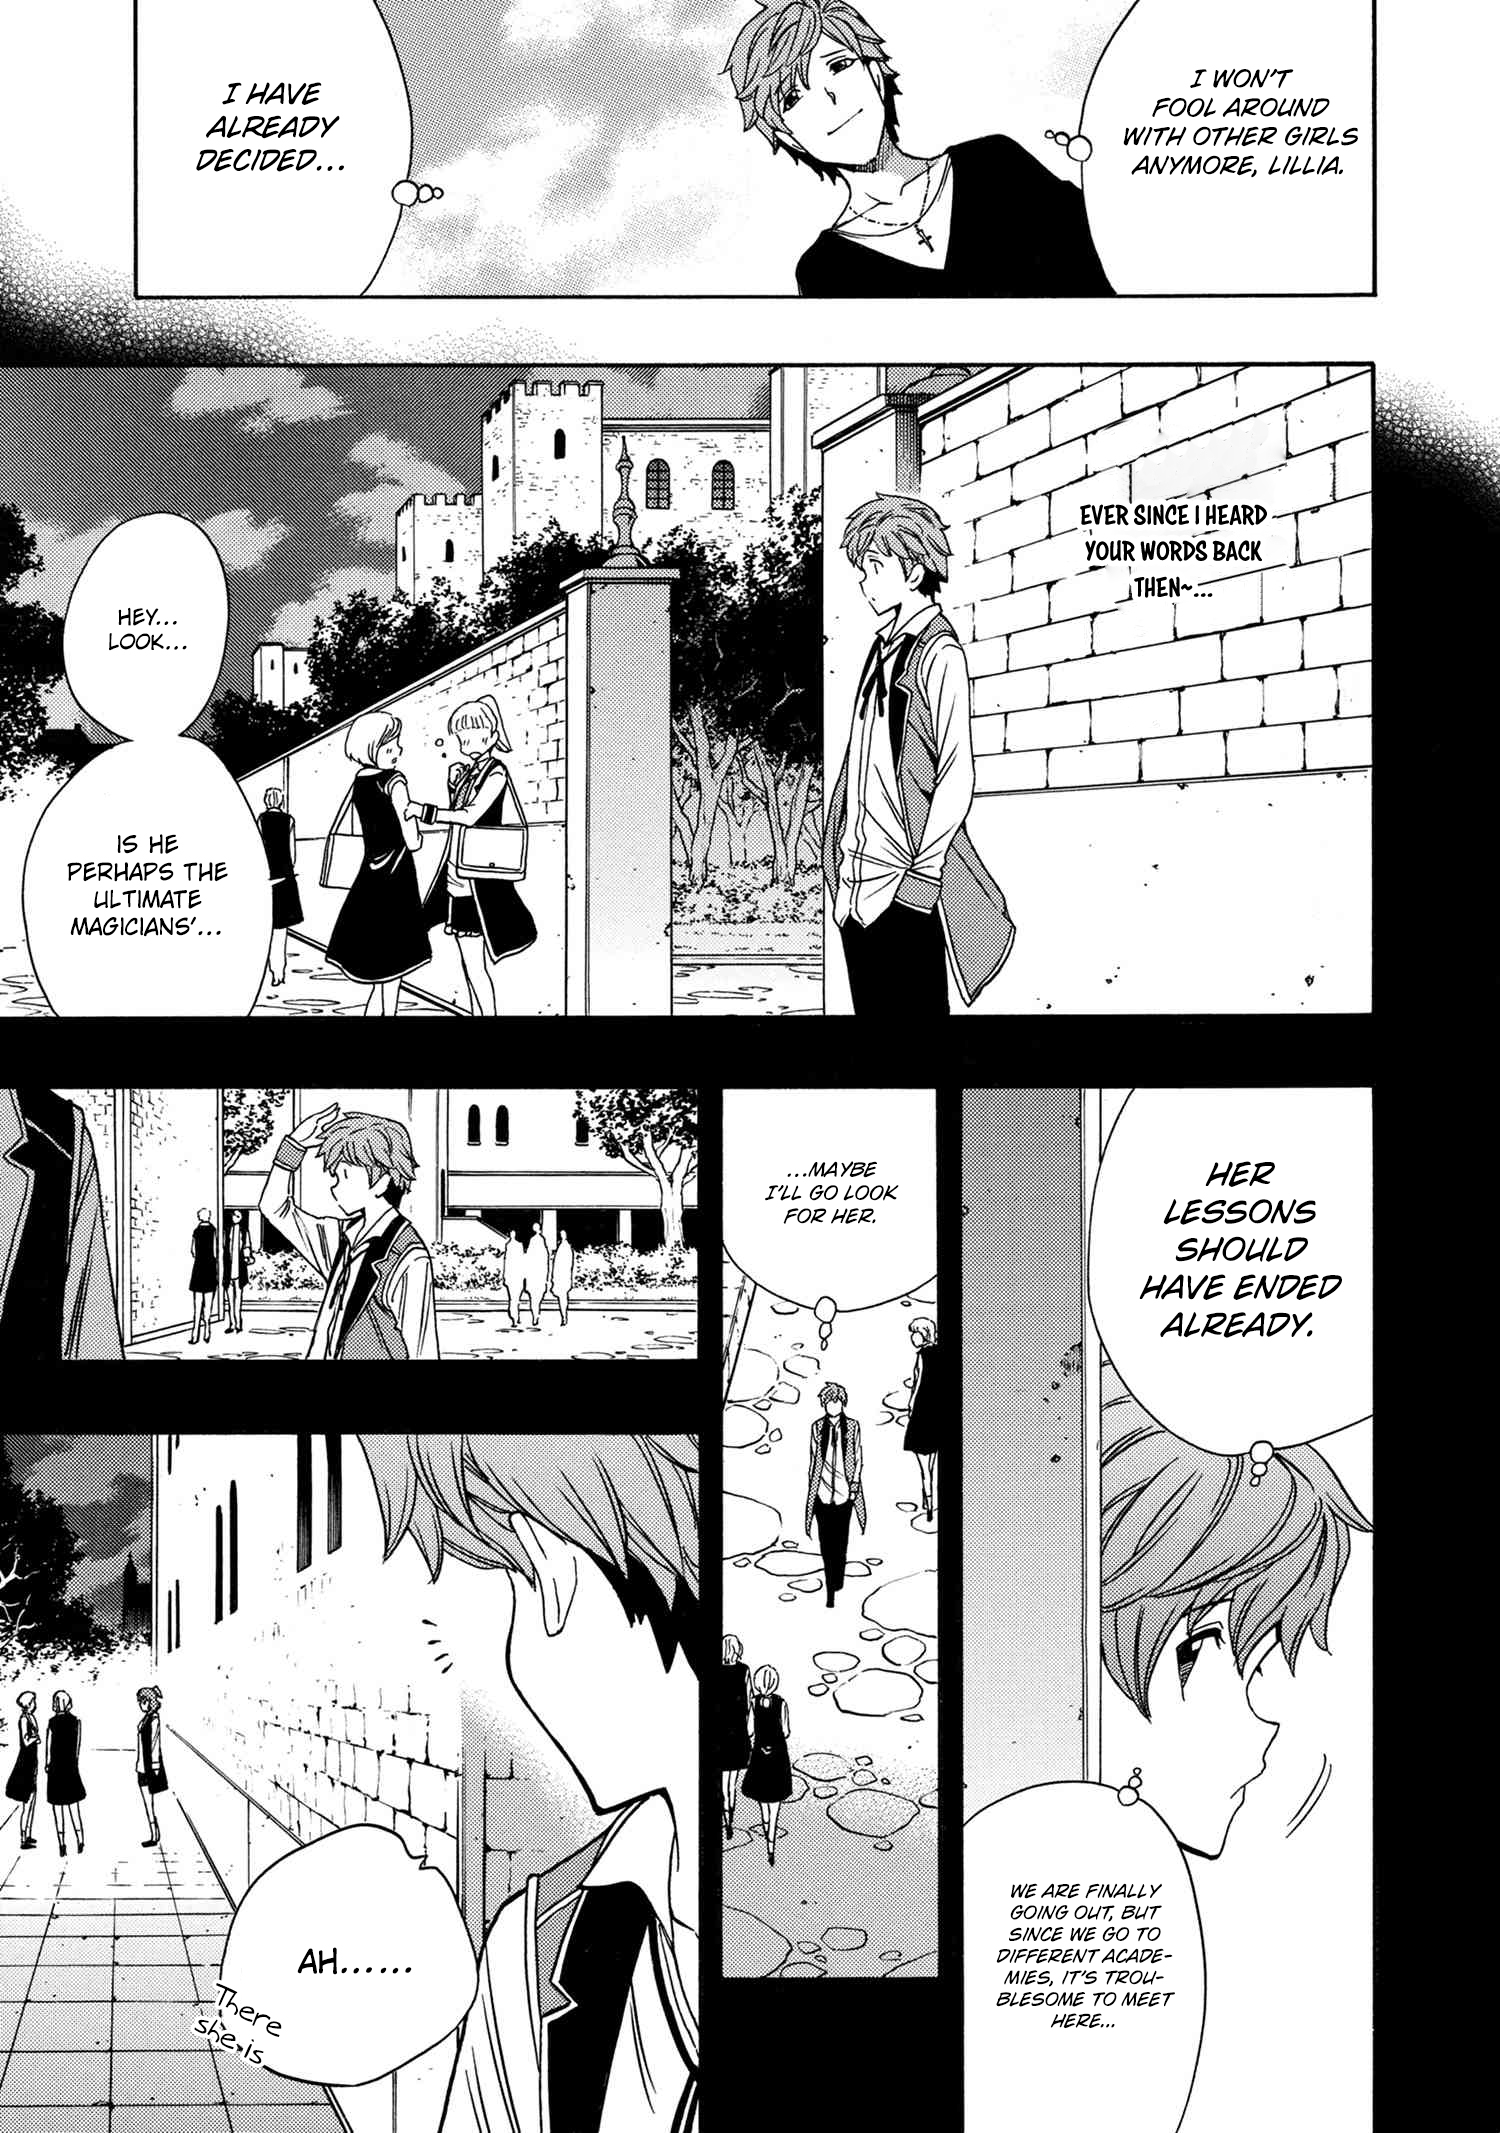 I WON'T
FOOL AROUND
WITH OTHER GIRLS
ANYMORE, LILLIA.
I HAVE
ALREADY
DECIDED...
EVER SINCE I HEARD
YOUR WORDS BACK
THEN~...
HEY...
LOOK...
IS HE
PERHAPS THE
ULTIMATE
MAGICIANS'...
HER
LESSONS
SHOULD
HAVE ENDED
ALREADY.
WE ARE FINALLY
GOING OUT, BUT
SINCE WE GO TO
DIFFERENT ACADE-
MIES, IT'S TROU-
BLESOME TO MEET
HERE...
...MAYBE
I'LL GO LOOK
FOR HER.
AH......
There
she is